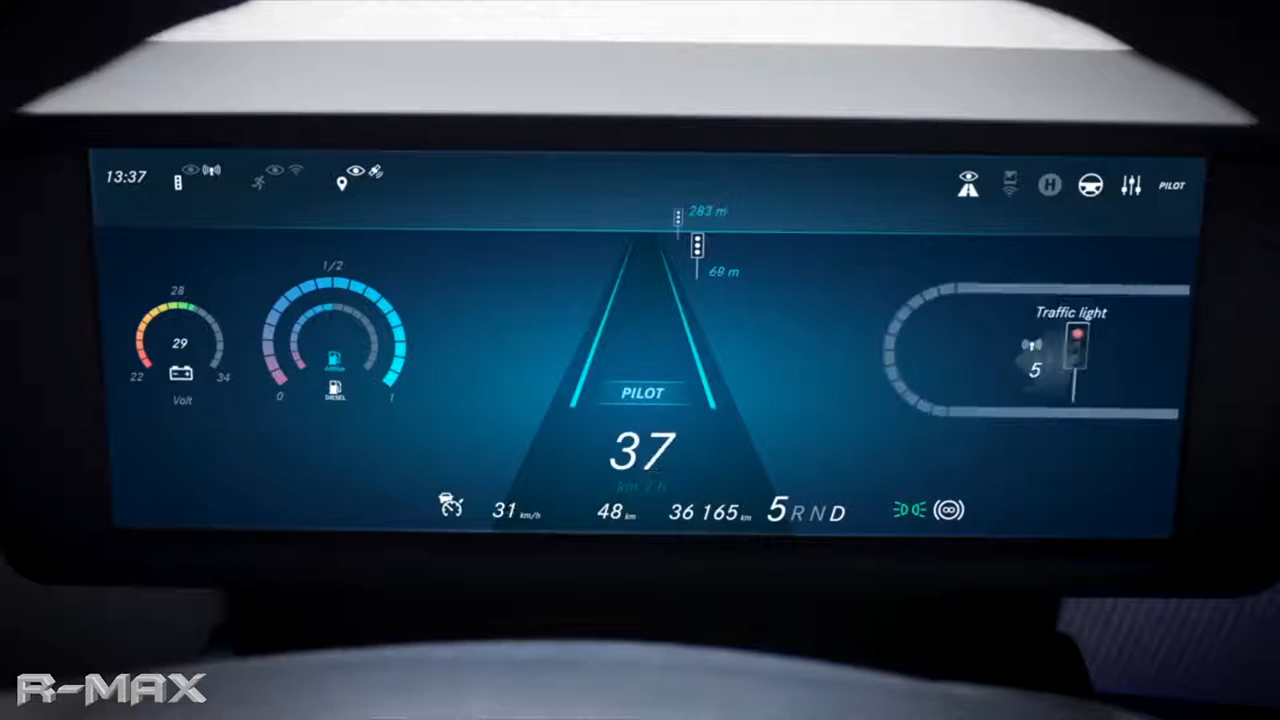 13:37
PILOT
283 m
68 m
28
29
22
34
Volt
1/2
0
1
DIESEL
Traffic light
5
PILOT
37
km / h
31 km/h
48 km
36 165 km
5 R N D
H
R-MAX